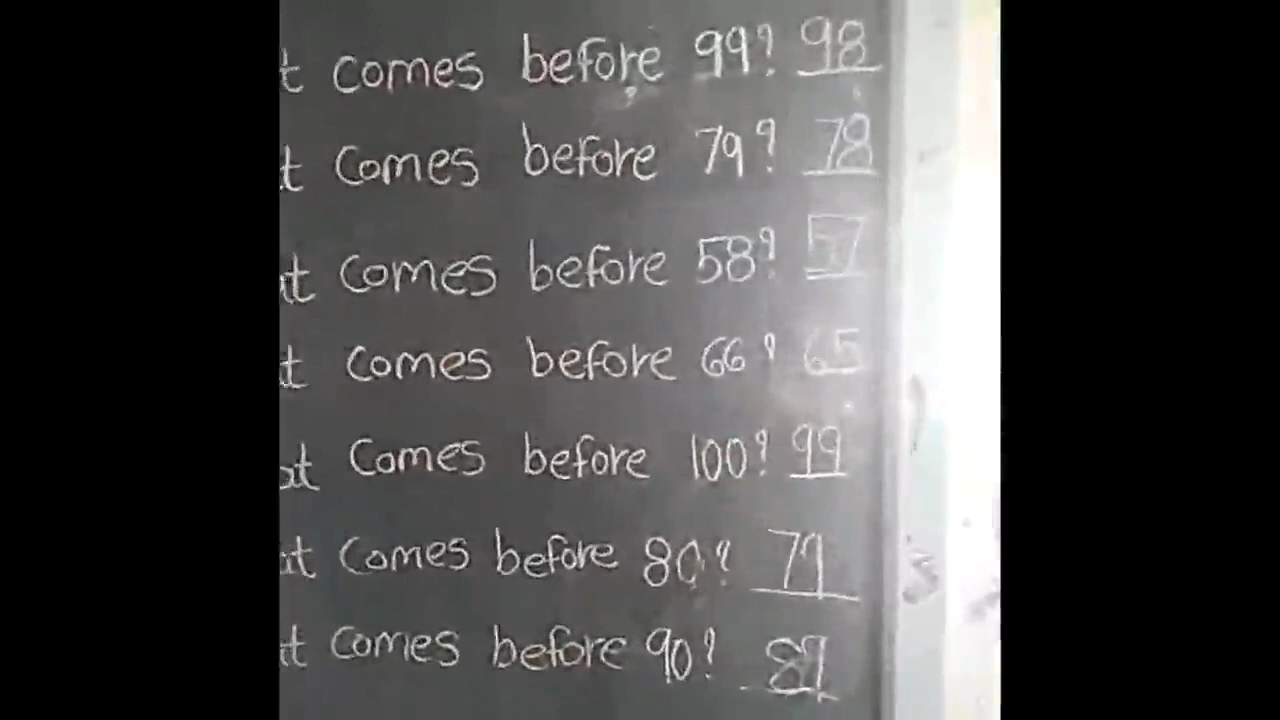 t comes before 99? 98
t comes before 79? 78
at comes before 58? 57
t comes before 66? 65
at comes before 100? 99
at comes before 80? 79
at comes before 90?